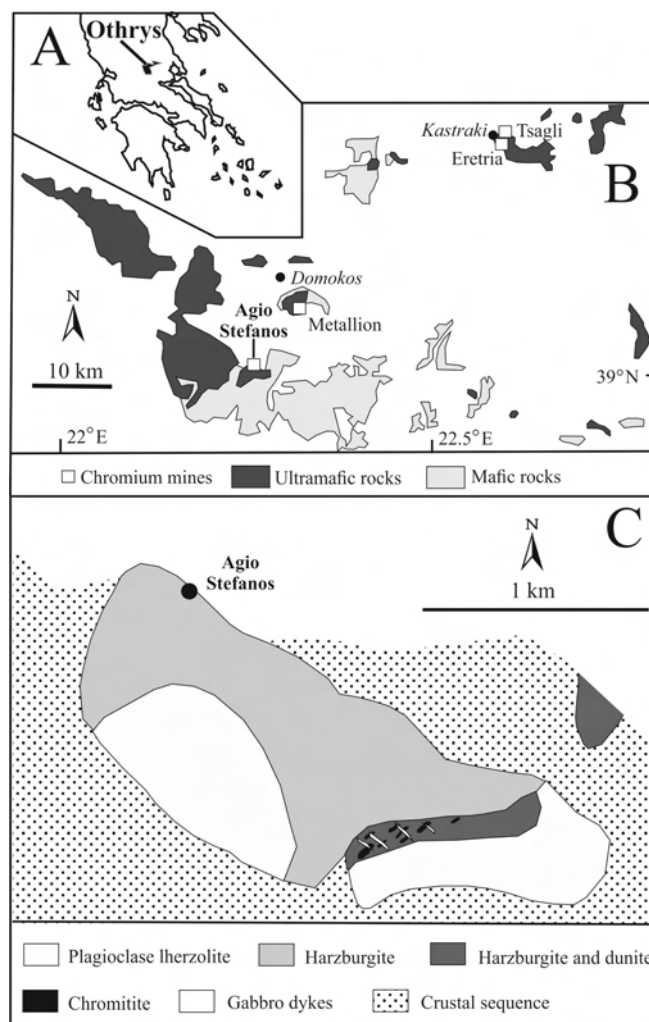 A
Othrys
B
Kastraki
Tsagli
Eretria
Domokos
Metallion
Agio
Stefanos
N
10 km
39°N
22°E
22.5°E
Chromium mines
Ultramafic rocks
Mafic rocks
C
N
Agio
Stefanos
1 km
Plagioclase lherzolite
Harzburgite
Harzburgite and dunite
Chromitite
Gabbro dykes
Crustal sequence